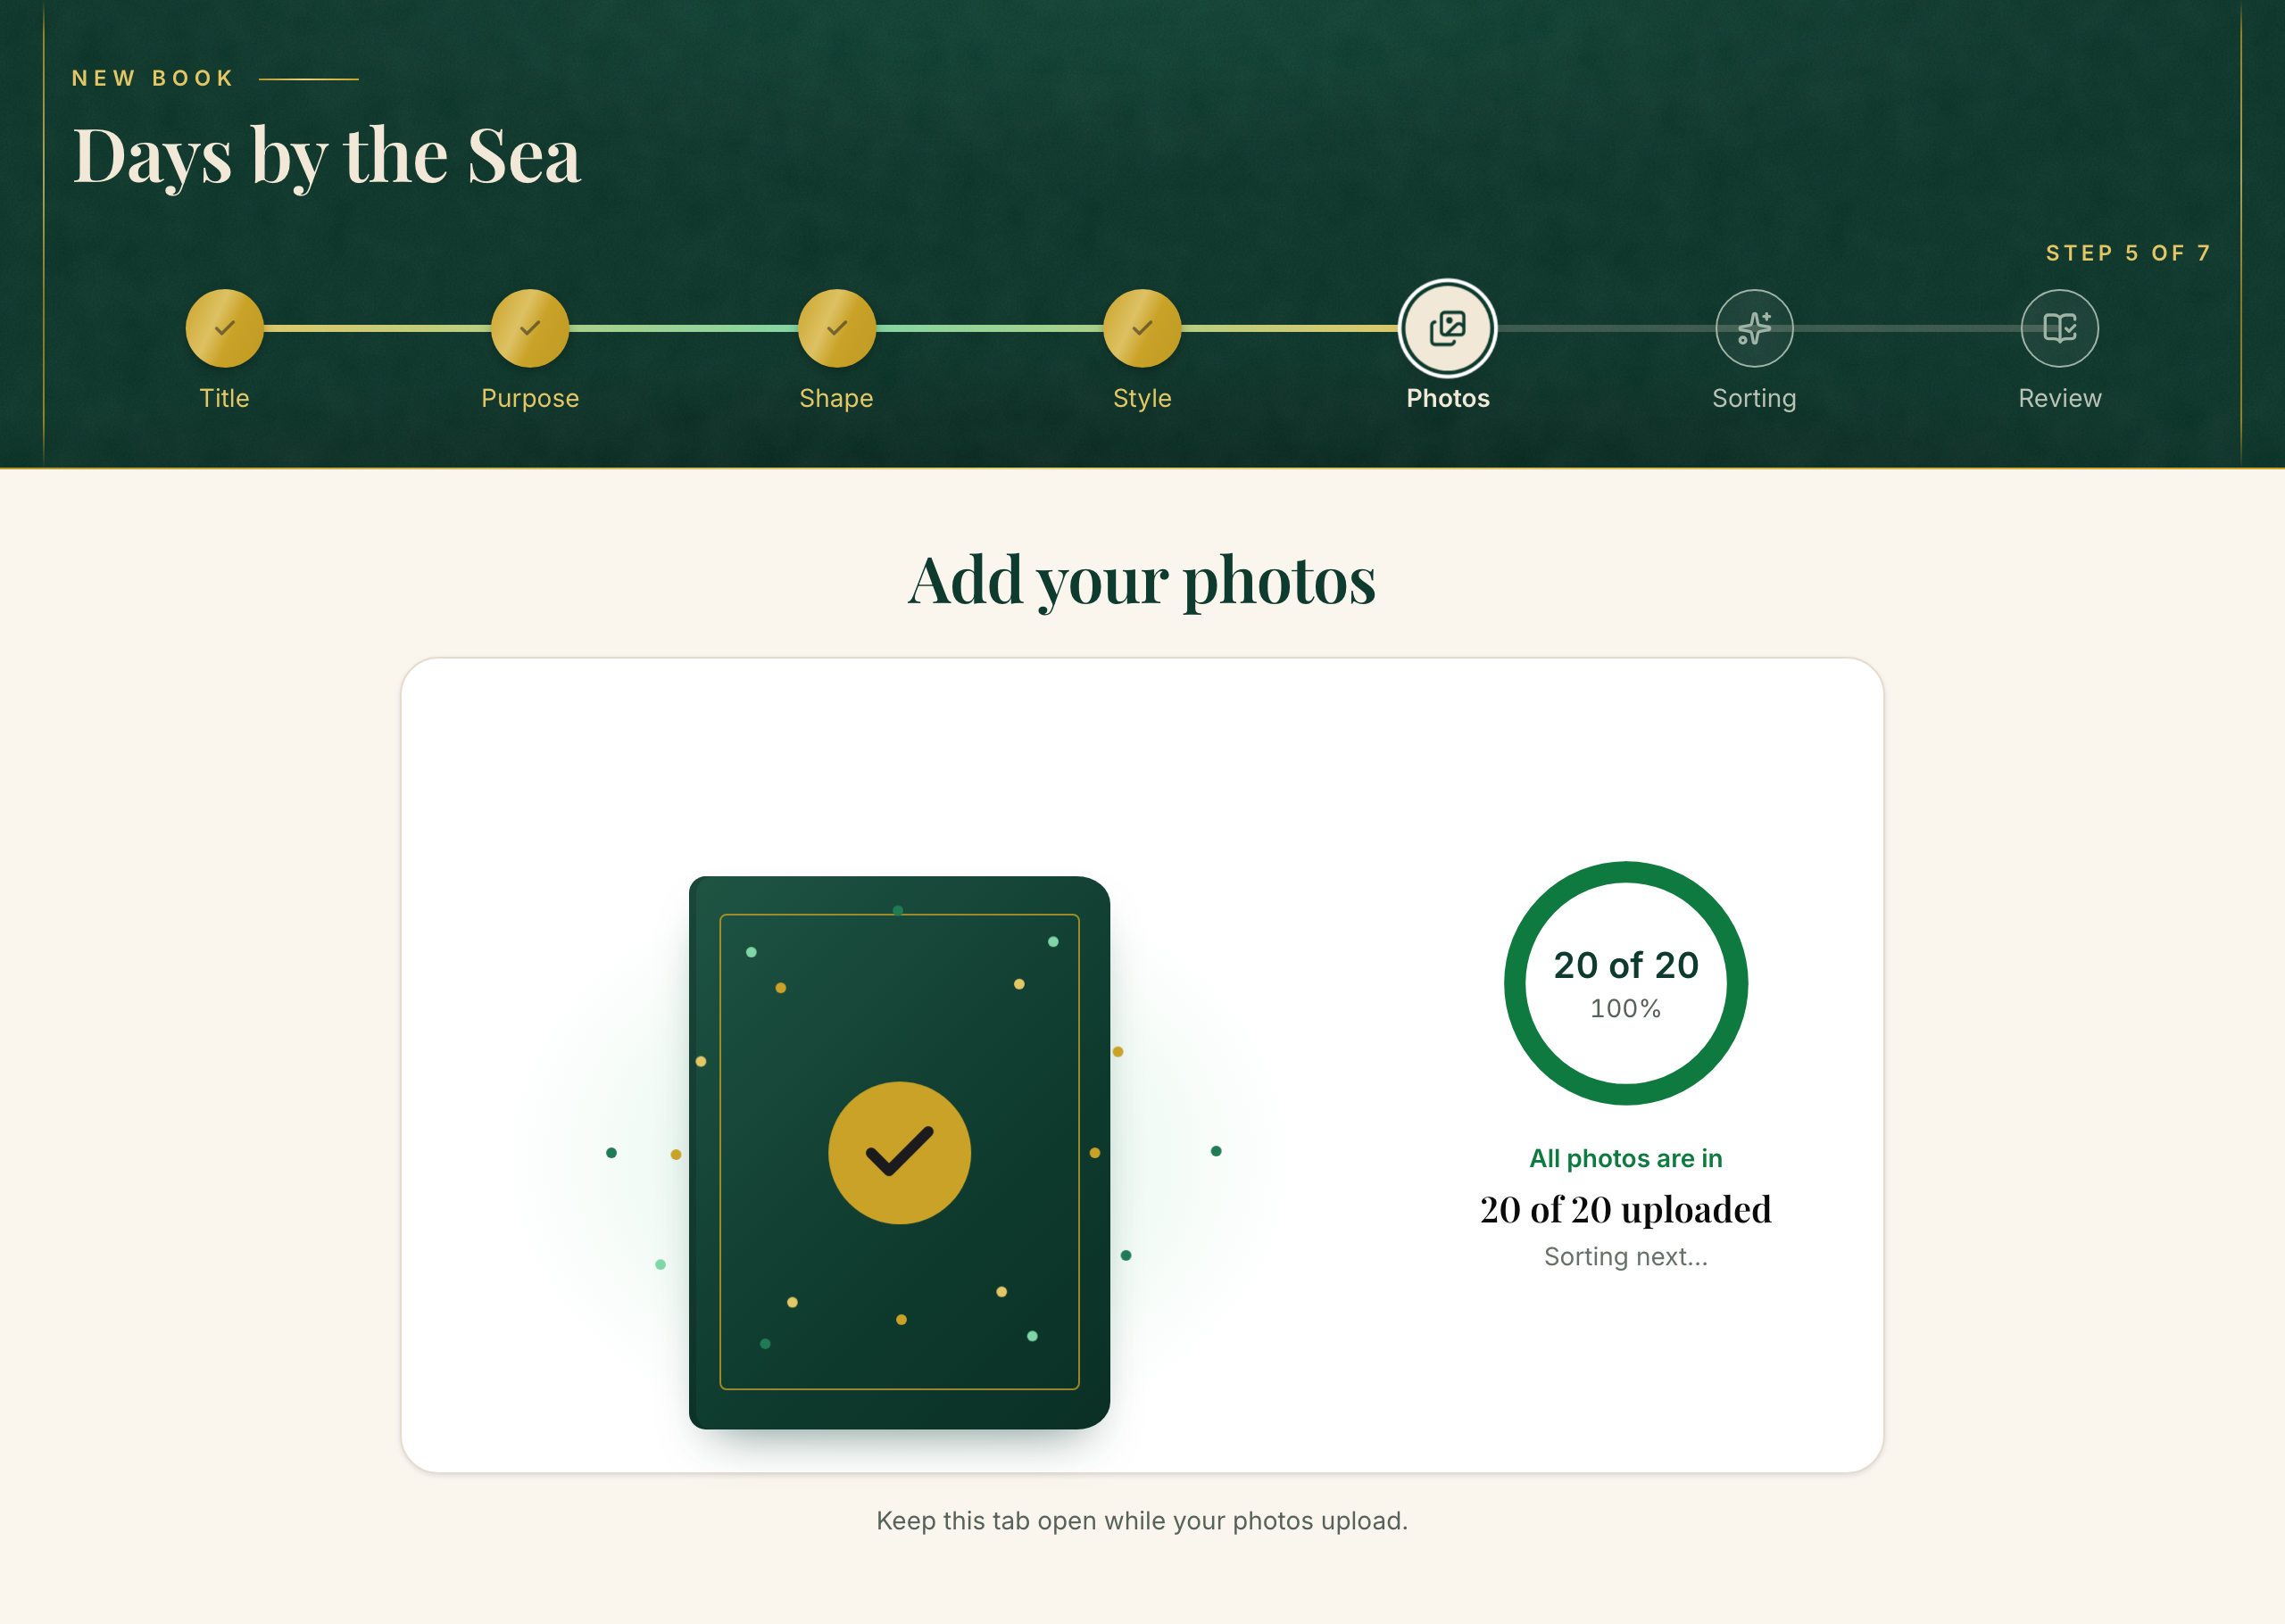 NEW BOOK
Days by the Sea
STEP 5 OF 7
Title
Purpose
Shape
Style
Photos
Sorting
Review
Add your photos
20 of 20
100%
All photos are in
20 of 20 uploaded
Sorting next...
Keep this tab open while your photos upload.